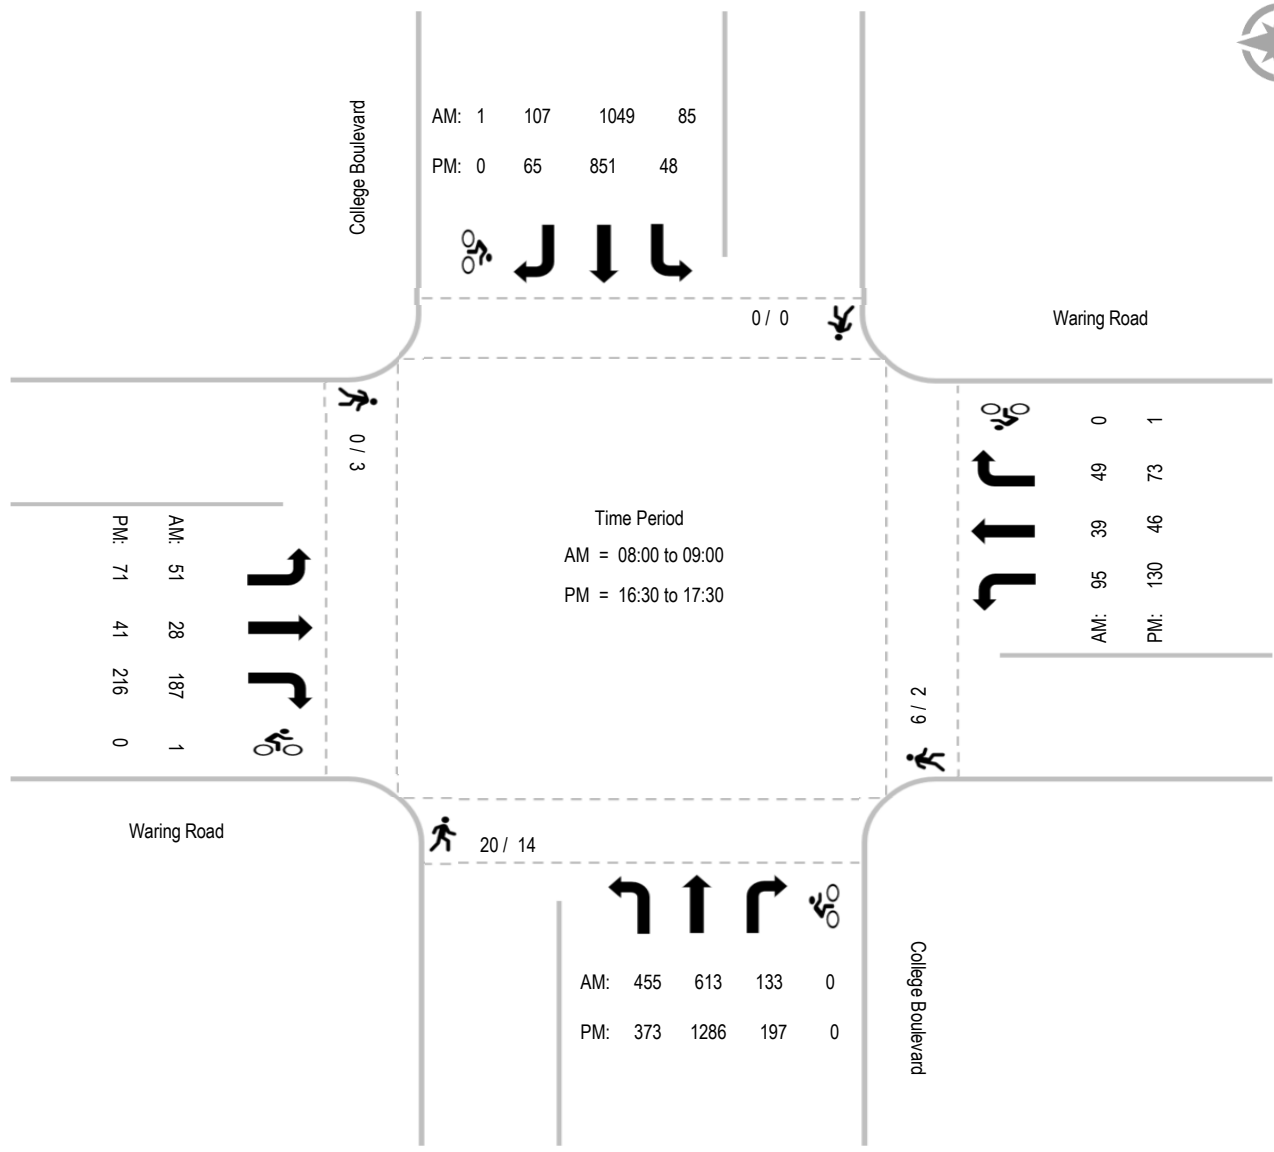 College Boulevard
AM: 1 107 1049 85
PM: 0 65 851 48
0 / 0
Waring Road
0 / 3
Time Period
AM = 08:00 to 09:00
PM = 16:30 to 17:30
AM: 95 39 49 0
PM: 130 46 73 1
AM: 51 28 187 1
PM: 71 41 216 0
6 / 2
Waring Road
20 / 14
AM: 455 613 133 0
PM: 373 1286 197 0
College Boulevard